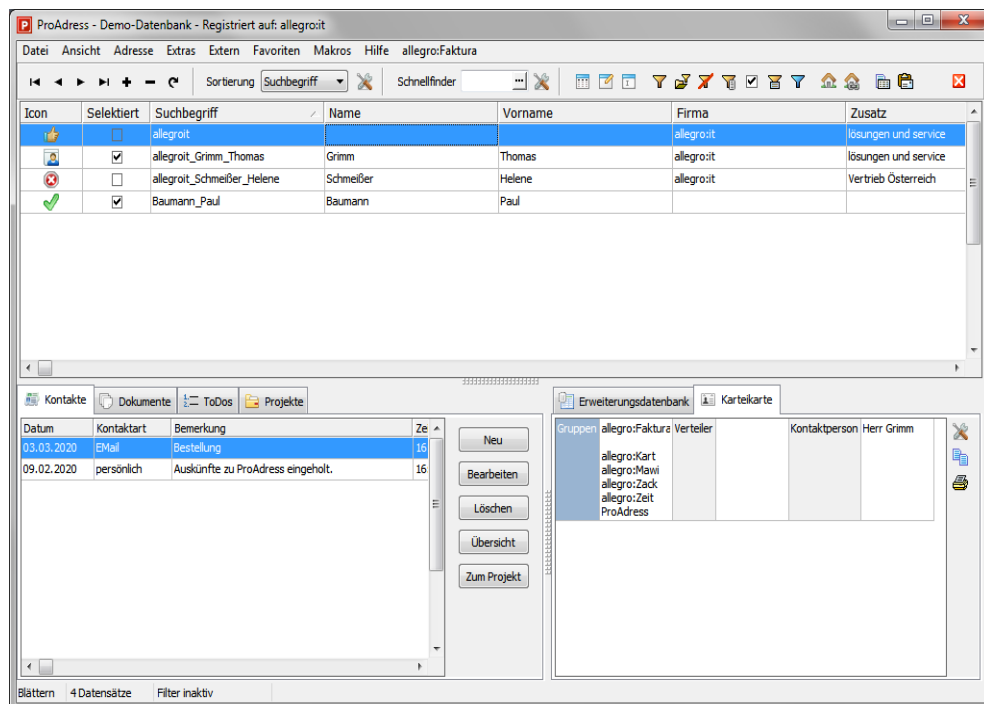 ProAdress - Demo-Datenbank - Registriert auf: allegro:it
Datei Ansicht Adresse Extras Extern Favoriten Makros Hilfe allegro:Faktura
Sortierung Suchbegriff Schnellfinder
Icon Selektiert Suchbegriff Name Vorname Firma Zusatz
allegroit allegro:it lösungen und service
allegroit_Grimm_Thomas Grimm Thomas allegro:it lösungen und service
allegroit_Schmeißer_Helene Schmeißer Helene allegro:it Vertrieb Österreich
Baumann_Paul Baumann Paul
Kontakte Dokumente ToDos Projekte
Datum Kontaktart Bemerkung Ze
03.03.2020 EMail Bestellung 16
09.02.2020 persönlich Auskünfte zu ProAdress eingeholt. 16
Neu
Bearbeiten
Löschen
Übersicht
Zum Projekt
Erweiterungsdatenbank Karteikarte
Gruppen allegro:Faktura Verteiler Kontaktperson Herr Grimm
allegro:Kart
allegro:Mawi
allegro:Zack
allegro:Zeit
ProAdress
Blättern 4 Datensätze Filter inaktiv